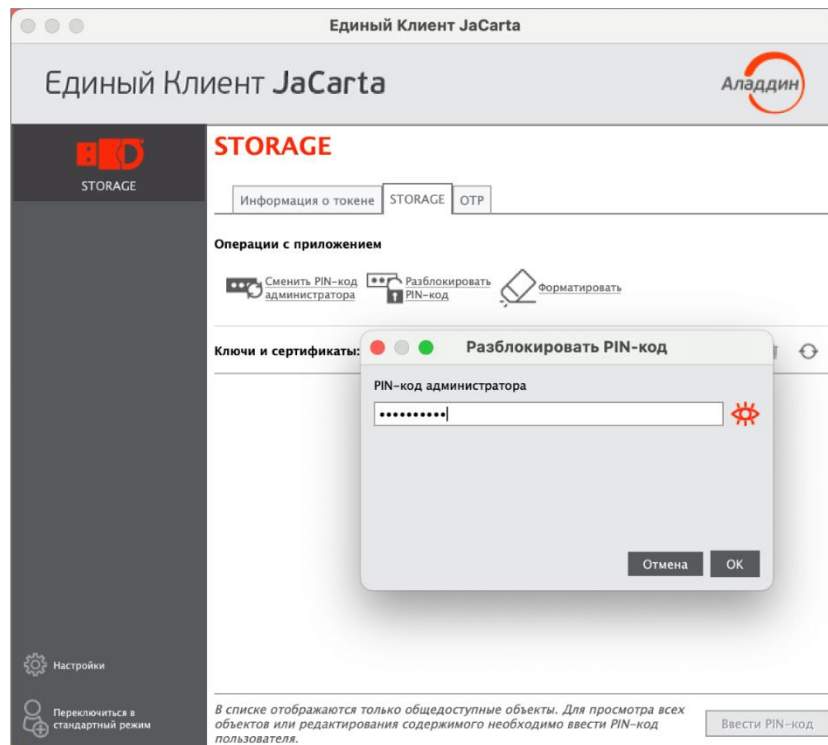 Единый Клиент JaCarta
Единый Клиент JaCarta
Аладдин
STORAGE
STORAGE
Информация о токене
STORAGE
OTP
Операции с приложением
Сменить PIN-код
администратора
Разблокировать
PIN-код
Форматировать
Ключи и сертификаты:
Разблокировать PIN-код
PIN-код администратора
••••••••••
Отмена
OK
Настройки
Переключиться в
стандартный режим
В списке отображаются только общедоступные объекты. Для просмотра всех
объектов или редактирования содержимого необходимо ввести PIN-код
пользователя.
Ввести PIN-код